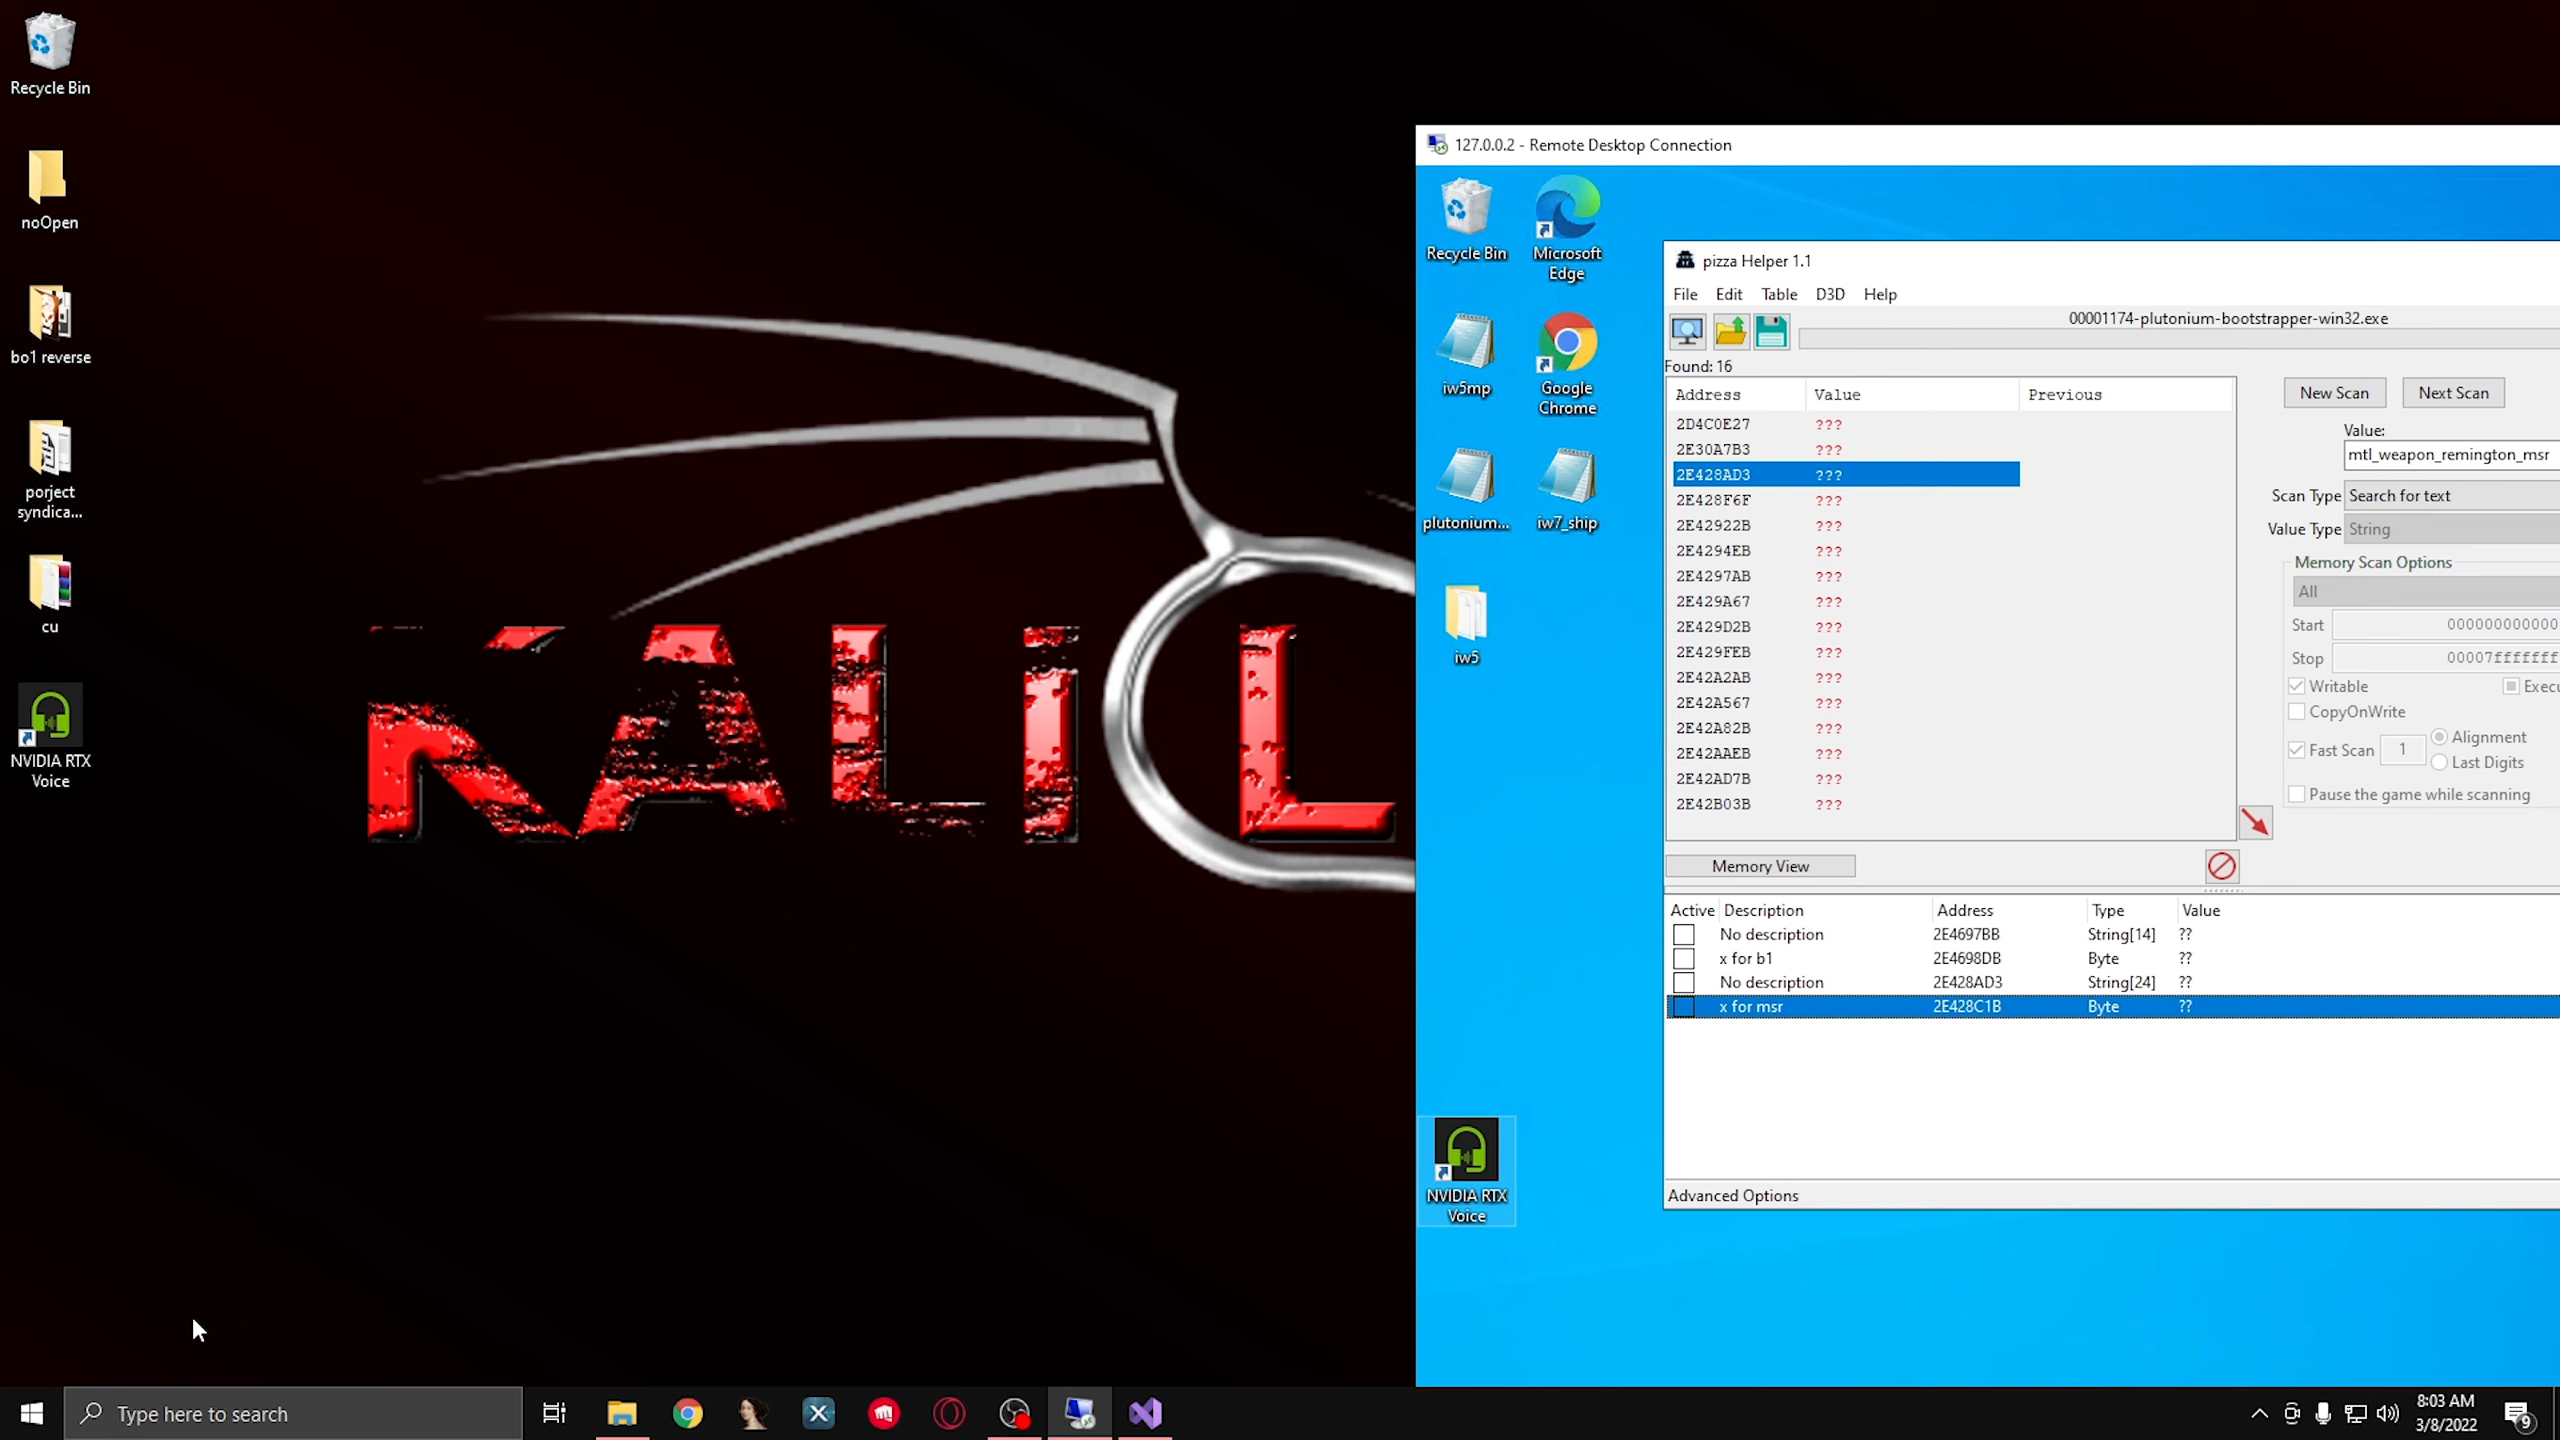 Recycle Bin
noOpen
bo1 reverse
porject
syndica...
cu
NVIDIA RTX
Voice
KALI L
127.0.0.2 - Remote Desktop Connection
Recycle Bin
Microsoft
Edge
iw5mp
Google
Chrome
plutonium...
iw7_ship
iw5
NVIDIA RTX
Voice
pizza Helper 1.1
File Edit Table D3D Help
00001174-plutonium-bootstrapper-win32.exe
Found: 16
Address Value Previous
2D4C0E27 ???
2E30A7B3 ???
2E428AD3 ???
2E428F6F ???
2E42922B ???
2E4294EB ???
2E4297AB ???
2E429A67 ???
2E429D2B ???
2E429FEB ???
2E42A2AB ???
2E42A567 ???
2E42A82B ???
2E42AAEB ???
2E42AD7B ???
2E42B03B ???
New Scan Next Scan
Value:
mtl_weapon_remington_msr
Scan Type Search for text
Value Type String
Memory Scan Options
All
Start 000000000000
Stop 00007fffffff
Writable Execu
CopyOnWrite
Fast Scan 1 Alignment
Last Digits
Pause the game while scanning
Memory View
Active Description Address Type Value
No description 2E4697BB String[14] ??
x for b1 2E4698DB Byte ??
No description 2E428AD3 String[24] ??
x for msr 2E428C1B Byte ??
Advanced Options
Type here to search
8:03 AM
3/8/2022
9